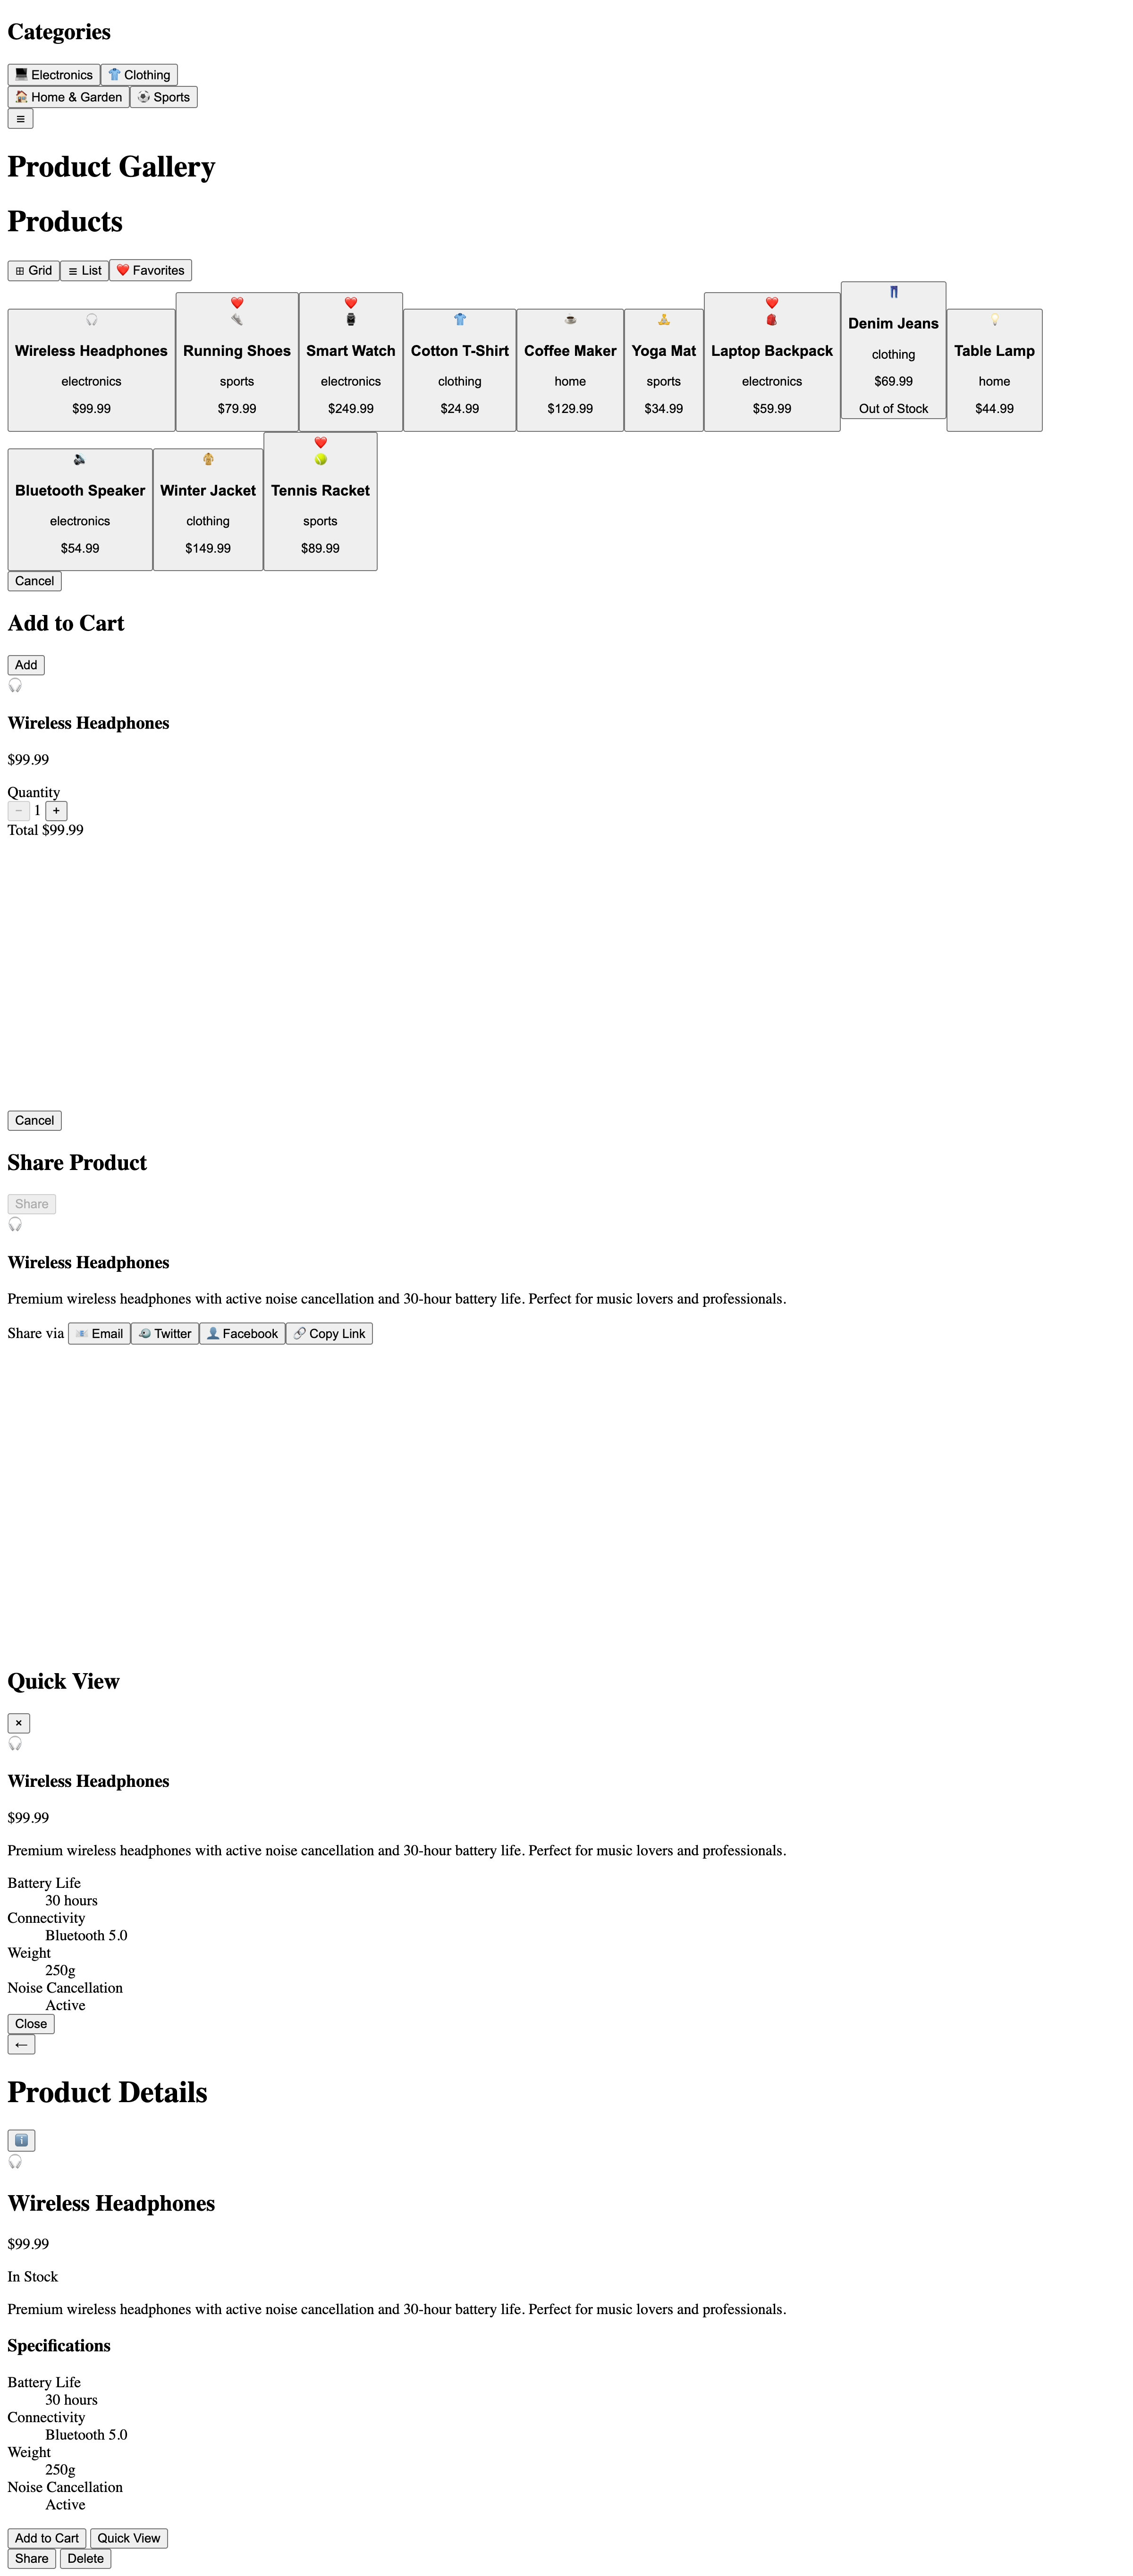 Categories
Electronics Clothing
Home & Garden Sports
≡
Product Gallery
Products
⊞ Grid ≡ List ❤️ Favorites
Wireless Headphones
electronics
$99.99
Running Shoes
sports
$79.99
Smart Watch
electronics
$249.99
Cotton T-Shirt
clothing
$24.99
Coffee Maker
home
$129.99
Yoga Mat
sports
$34.99
Laptop Backpack
electronics
$59.99
Denim Jeans
clothing
$69.99
Out of Stock
Table Lamp
home
$44.99
Bluetooth Speaker
electronics
$54.99
Winter Jacket
clothing
$149.99
Tennis Racket
sports
$89.99
Cancel
Add to Cart
Add
Wireless Headphones
$99.99
Quantity
− 1 +
Total $99.99
Cancel
Share Product
Share
Wireless Headphones
Premium wireless headphones with active noise cancellation and 30-hour battery life. Perfect for music lovers and professionals.
Share via Email Twitter Facebook Copy Link
Quick View
×
Wireless Headphones
$99.99
Premium wireless headphones with active noise cancellation and 30-hour battery life. Perfect for music lovers and professionals.
Battery Life
30 hours
Connectivity
Bluetooth 5.0
Weight
250g
Noise Cancellation
Active
Close
←
Product Details
ℹ️
Wireless Headphones
$99.99
In Stock
Premium wireless headphones with active noise cancellation and 30-hour battery life. Perfect for music lovers and professionals.
Specifications
Battery Life
30 hours
Connectivity
Bluetooth 5.0
Weight
250g
Noise Cancellation
Active
Add to Cart Quick View
Share Delete